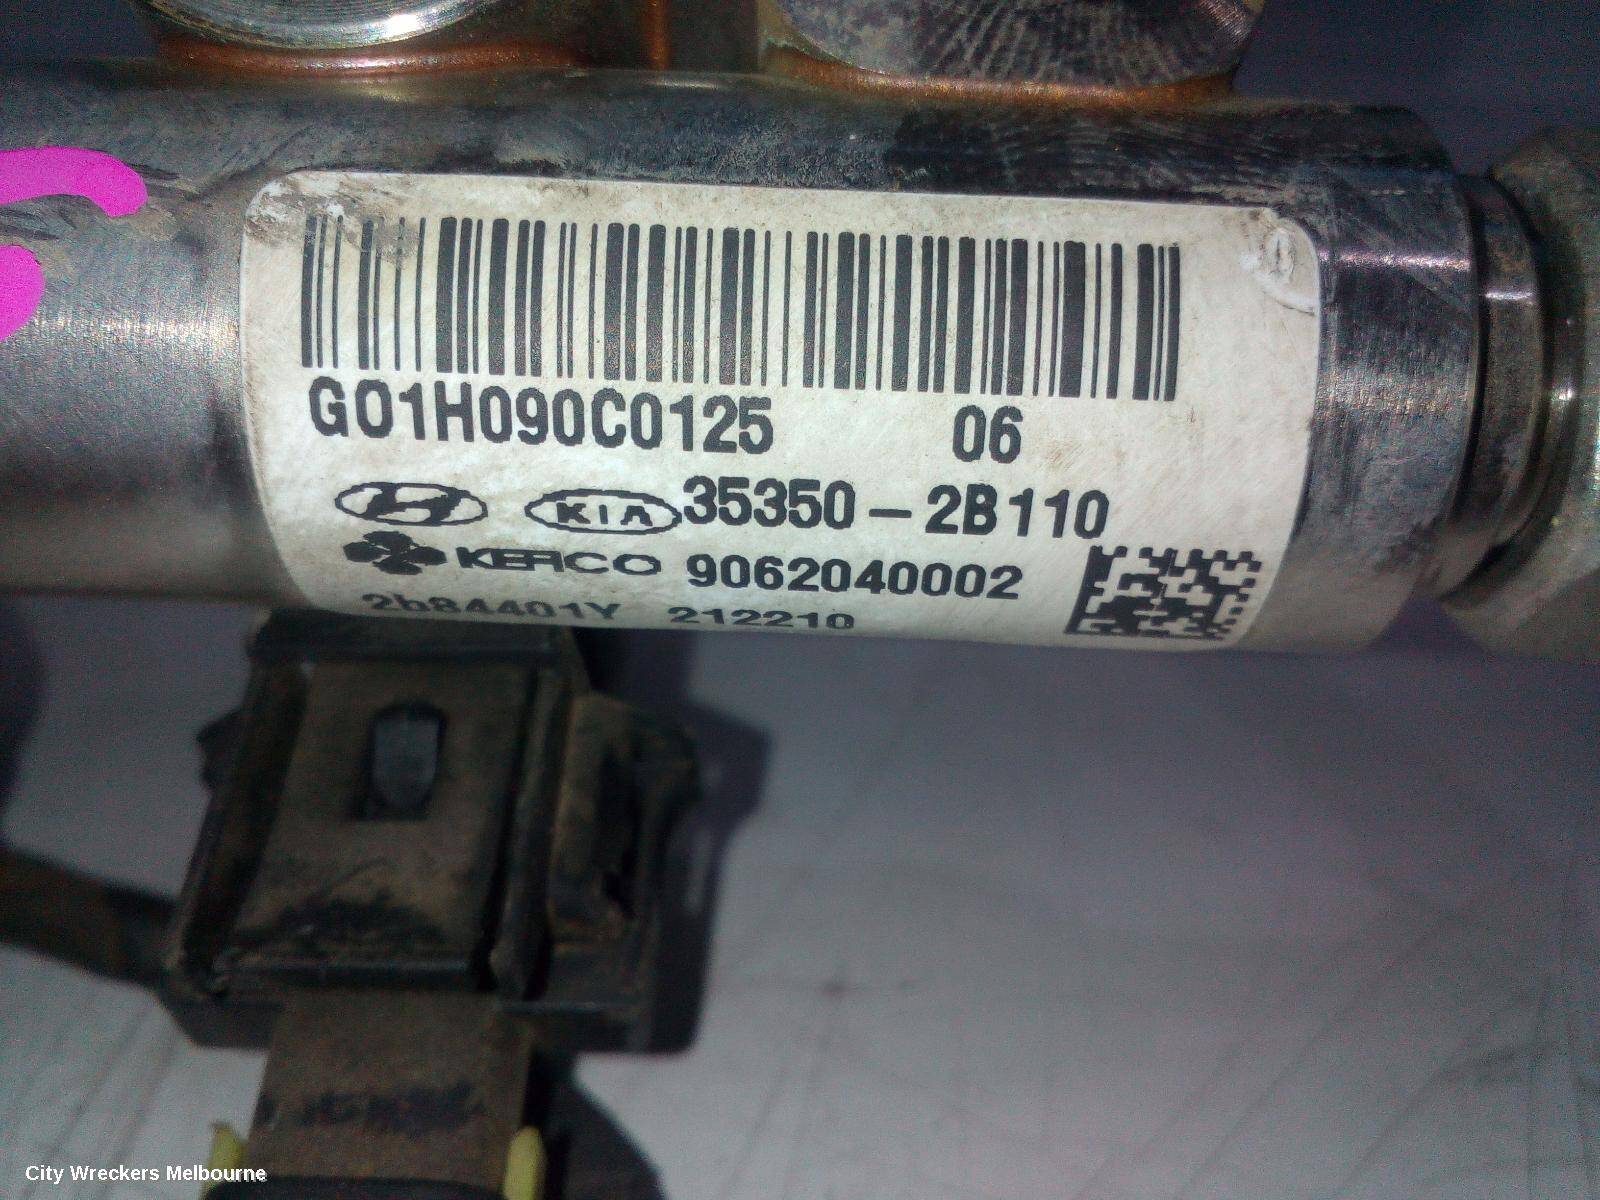 G01H090C0125 06
KIA 35350-2B110
KEFICO 9062040002
2b84401Y 212210
City Wreckers Melbourne